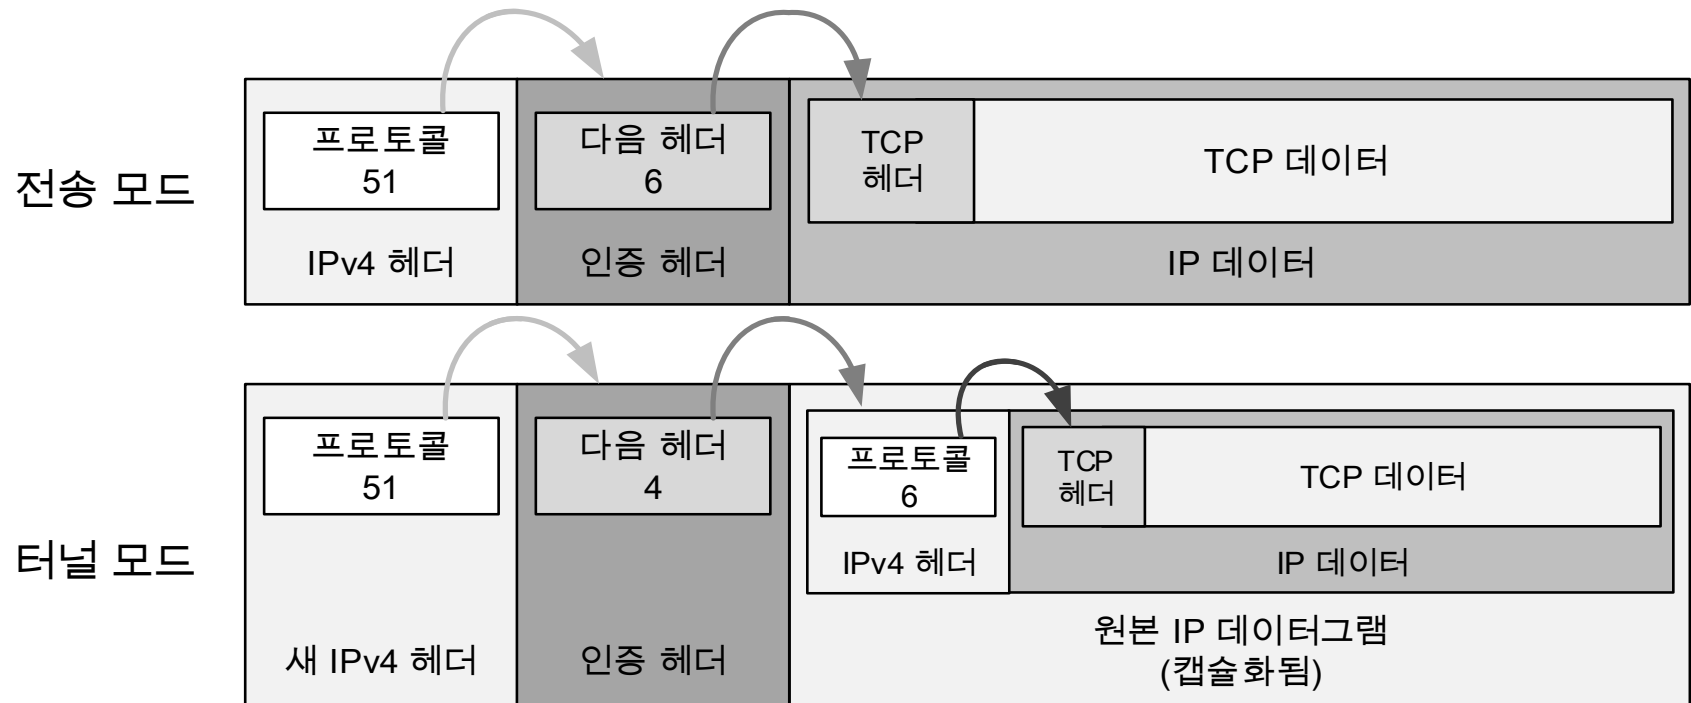 전송 모드
프로토콜
51
IPv4 헤더
다음 헤더
6
인증 헤더
TCP
헤더
TCP 데이터
IP 데이터
터널 모드
프로토콜
51
새 IPv4 헤더
다음 헤더
4
인증 헤더
프로토콜
6
IPv4 헤더
TCP
헤더
TCP 데이터
IP 데이터
원본 IP 데이터그램
(캡슐화됨)